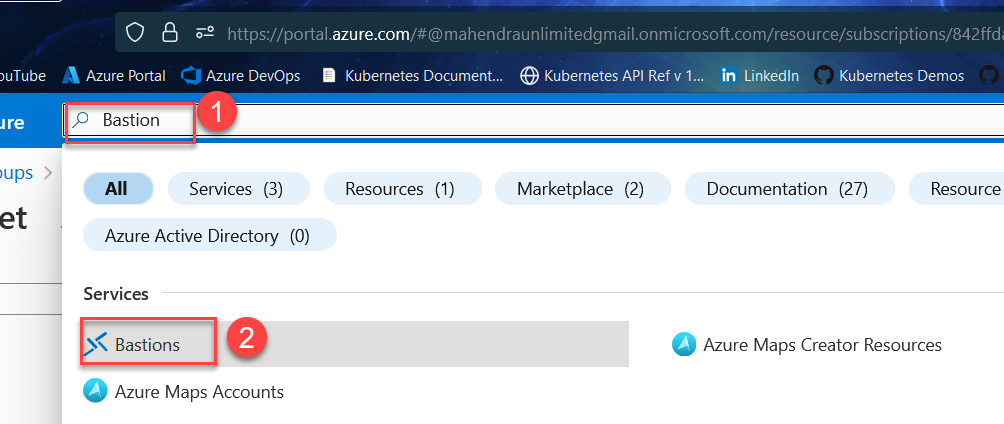 https://portal.azure.com/#@mahendraunlimitedgmail.onmicrosoft.com/resource/subscriptions/842ffda
ouTube Azure Portal Azure DevOps Kubernetes Document... Kubernetes API Ref v 1... LinkedIn Kubernetes Demos
ure Bastion 1
oups >
et
All Services (3) Resources (1) Marketplace (2) Documentation (27) Resource
Azure Active Directory (0)
Services
Bastions 2 Azure Maps Creator Resources
Azure Maps Accounts